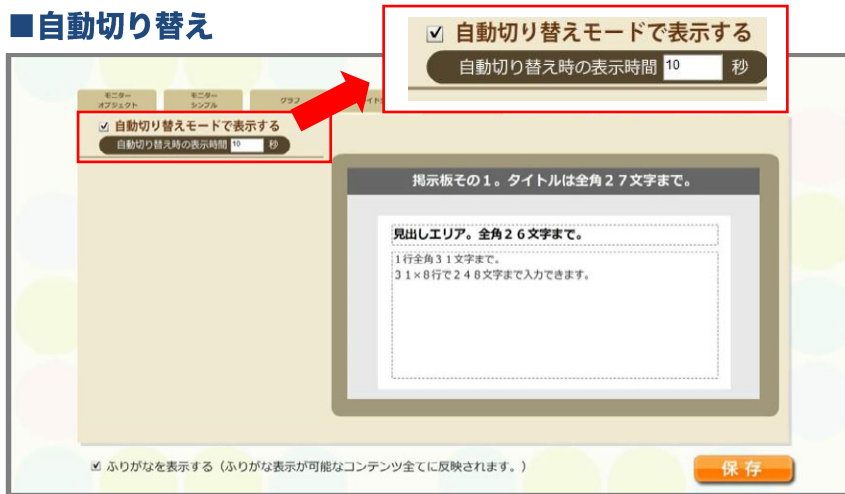 ■自動切り替え
☑ 自動切り替えモードで表示する
自動切り替え時の表示時間 10 秒
モニター
オブジェクト
モニター
シンプル
グラフ
☑ 自動切り替えモードで表示する
自動切り替え時の表示時間 10 秒
掲示板その1。タイトルは全角27文字まで。
見出しエリア。全角26文字まで。
1行全角31文字まで。
31×8行で248文字まで入力できます。
☑ ふりがなを表示する（ふりがな表示が可能なコンテンツ全てに反映されます。）
保存